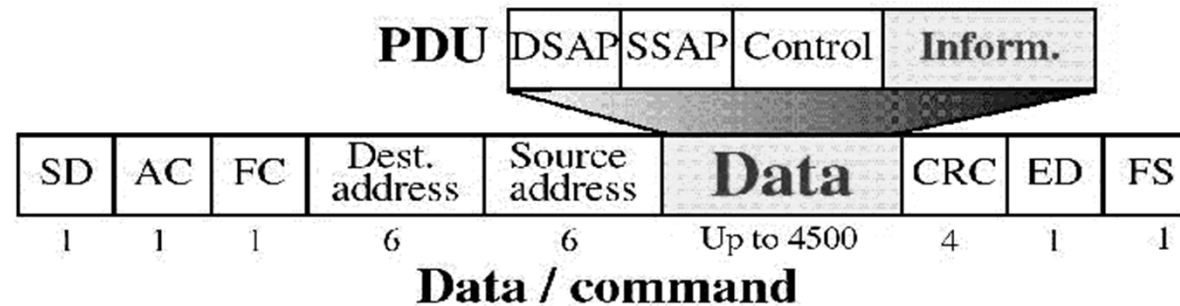 PDU DSAP SSAP Control Inform.
SD AC FC Dest. address Source address Data CRC ED FS
1 1 1 6 6 Up to 4500 4 1 1
Data / command